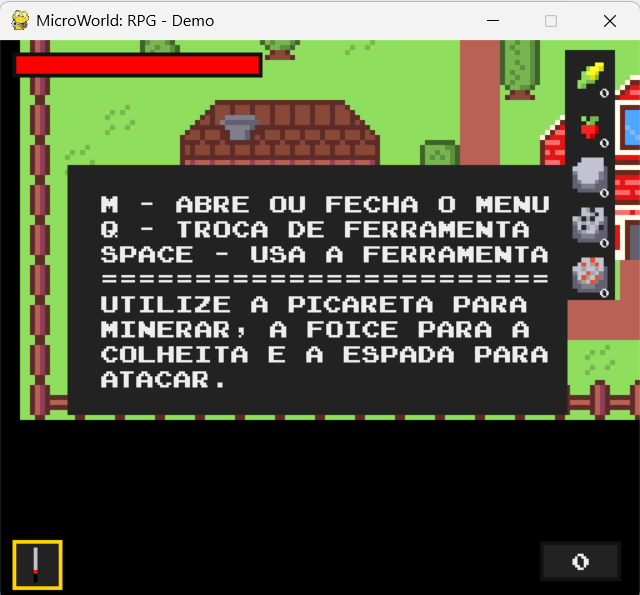 MicroWorld: RPG - Demo
0
0
0
0
0
M - ABRE OU FECHA O MENU
Q - TROCA DE FERRAMENTA
SPACE - USA A FERRAMENTA
========================
UTILIZE A PICARETA PARA
MINERAR, A FOICE PARA A
COLHEITA E A ESPADA PARA
ATACAR.
0